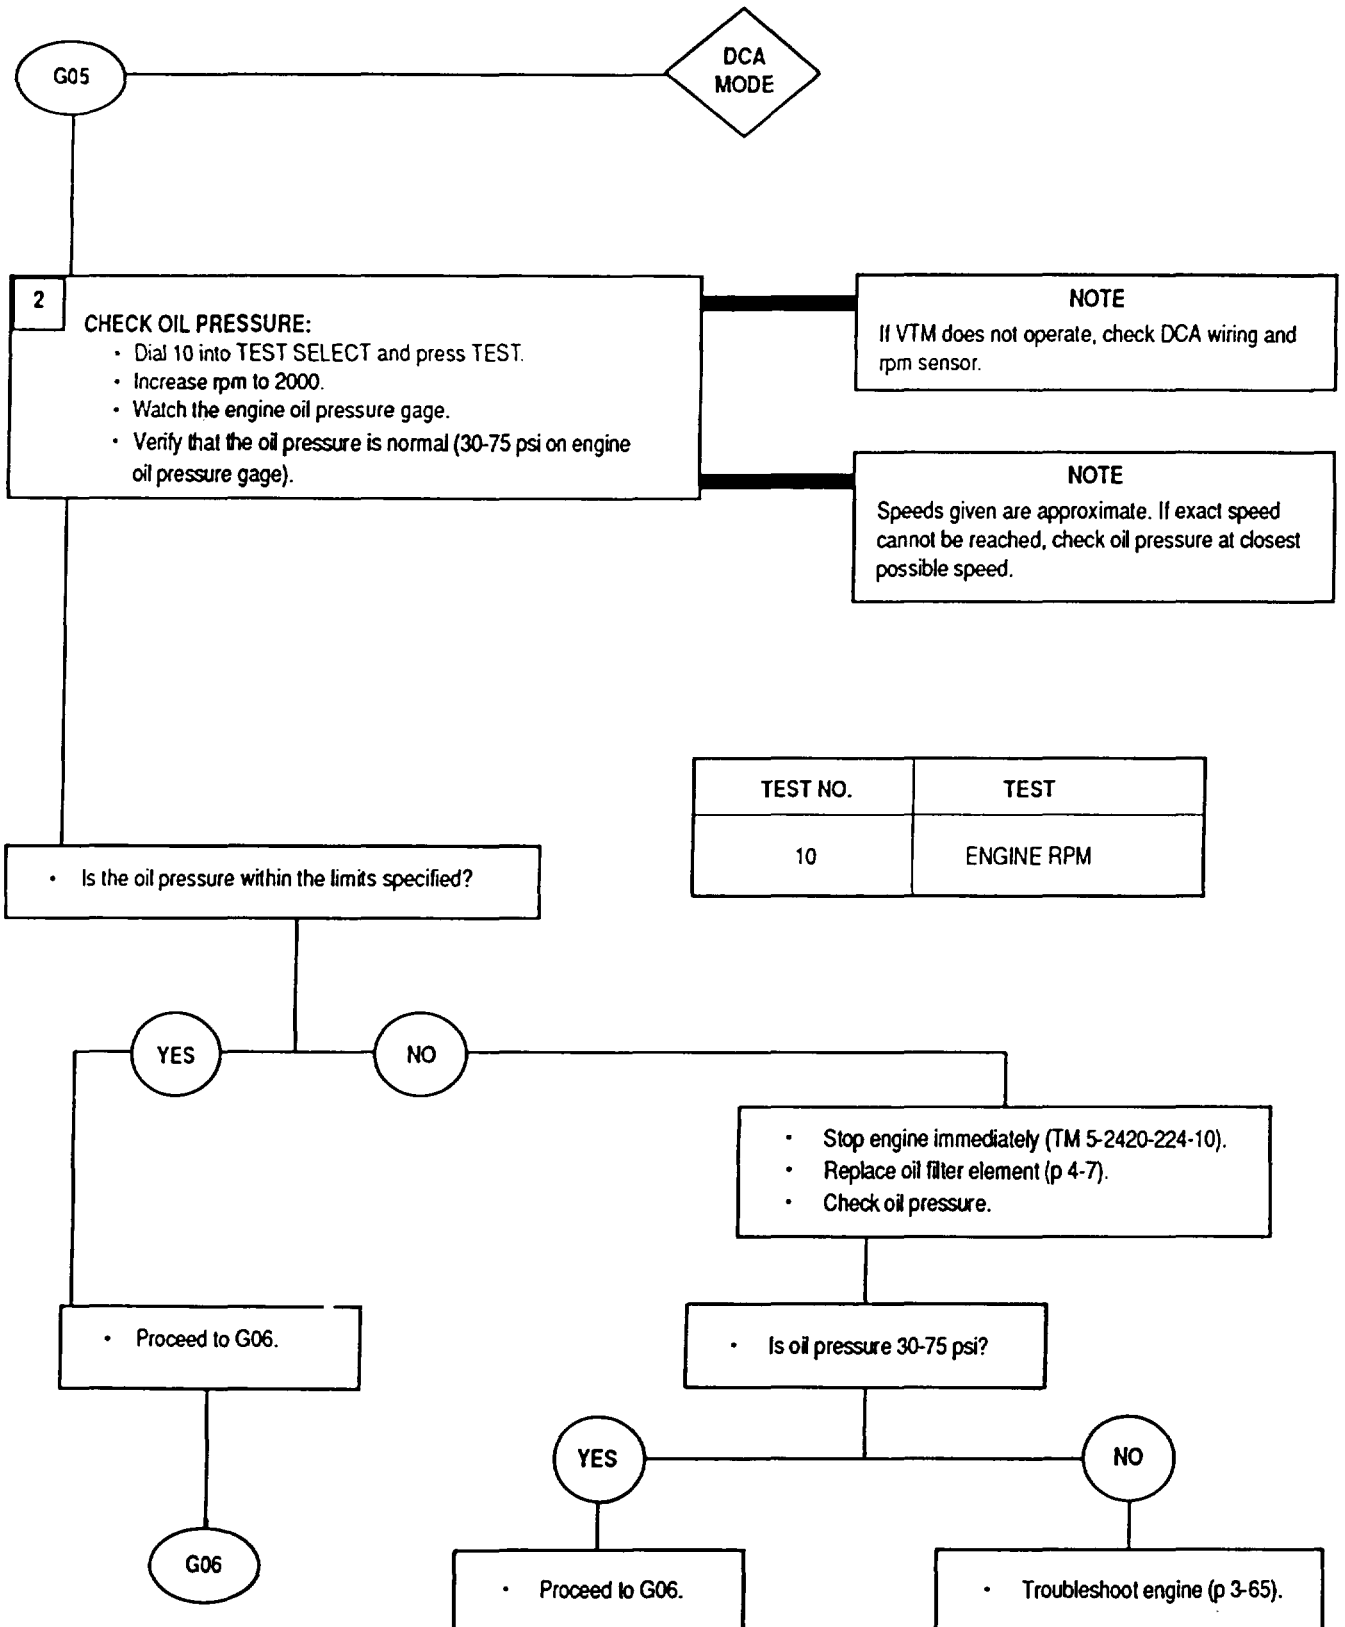 G05
DCA
MODE
2
CHECK OIL PRESSURE:
· Dial 10 into TEST SELECT and press TEST.
· Increase rpm to 2000.
· Watch the engine oil pressure gage.
· Verify that the oil pressure is normal (30-75 psi on engine
oil pressure gage).
NOTE
If VTM does not operate, check DCA wiring and
rpm sensor.
NOTE
Speeds given are approximate. If exact speed
cannot be reached, check oil pressure at closest
possible speed.
TEST NO. TEST
10 ENGINE RPM
· Is the oil pressure within the limits specified?
YES
NO
· Stop engine immediately (TM 5-2420-224-10).
· Replace oil filter element (p 4-7).
· Check oil pressure.
· Proceed to G06.
· Is oil pressure 30-75 psi?
YES
NO
G06
· Proceed to G06.
· Troubleshoot engine (p 3-65).